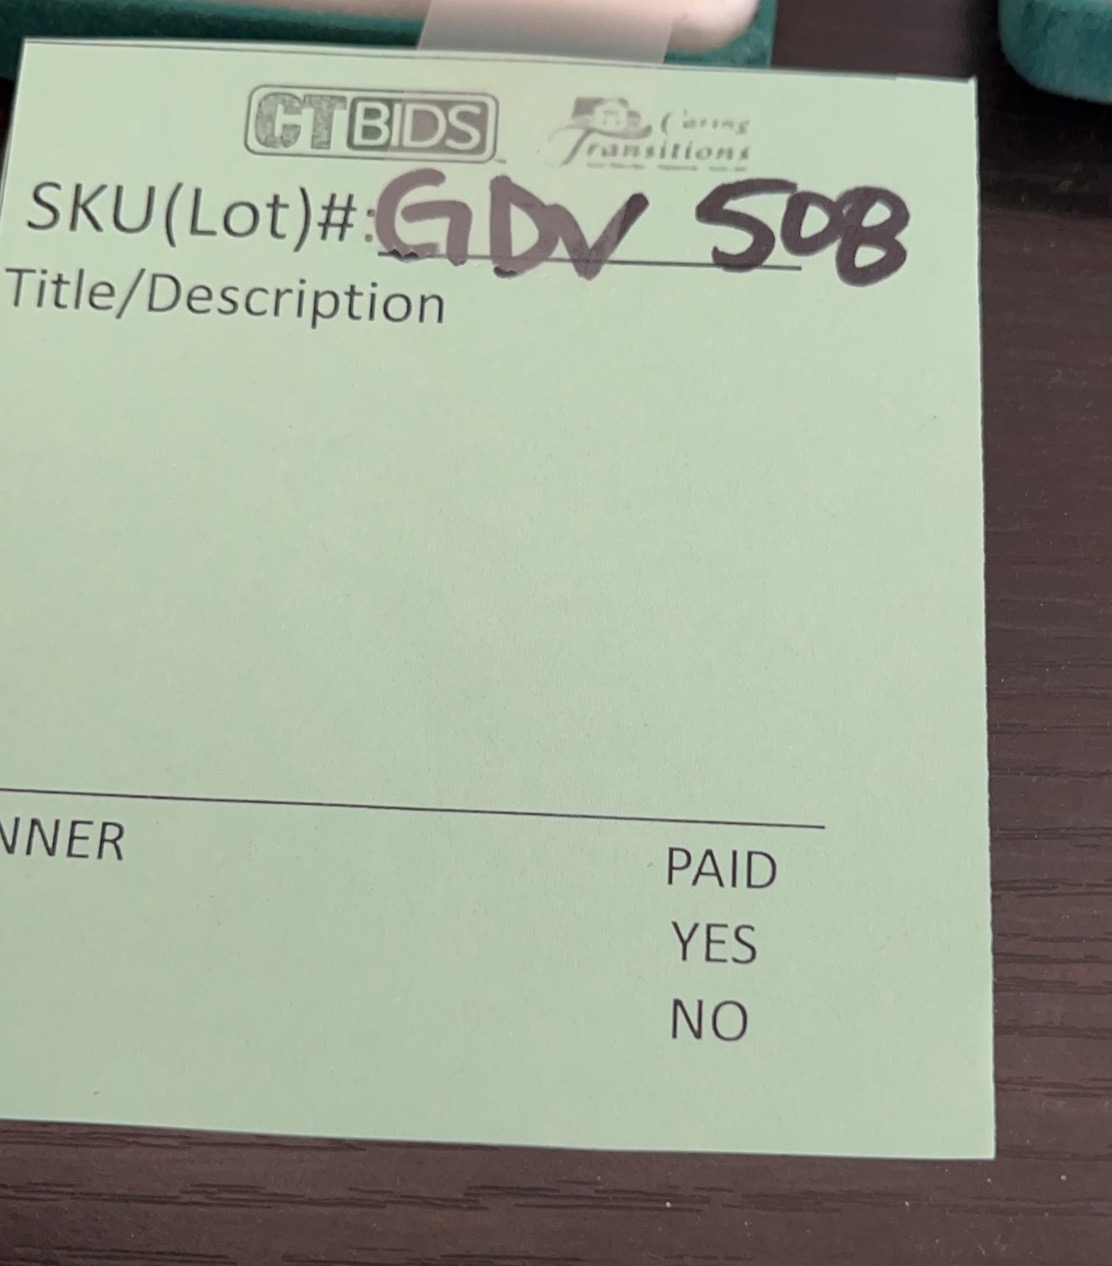 CTBIDS
Caring
Transitions
SKU(Lot)#: GDV 508
Title/Description
NNER
PAID
YES
NO